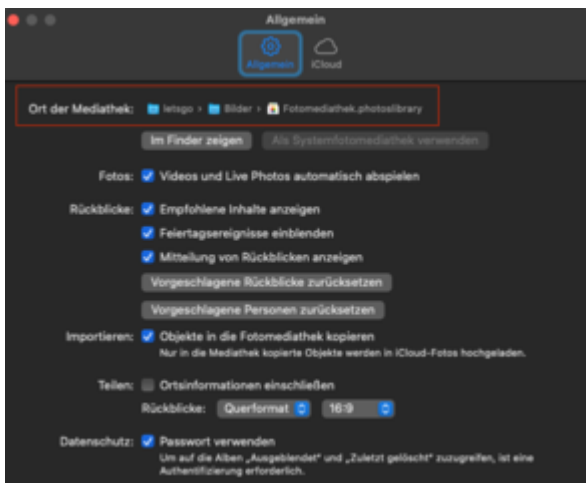 Allgemein
Allgemein
iCloud
Ort der Mediathek: letsgo › Bilder › Fotomediathek.photoslibrary
Im Finder zeigen
Als Systemfotomediathek verwenden
Fotos: Videos und Live Photos automatisch abspielen
Rückblicke: Empfohlene Inhalte anzeigen
Feiertagsereignisse einblenden
Mitteilung von Rückblicken anzeigen
Vorgeschlagene Rückblicke zurücksetzen
Vorgeschlagene Personen zurücksetzen
Importieren: Objekte in die Fotomediathek kopieren
Nur in die Mediathek kopierte Objekte werden in iCloud-Fotos hochgeladen.
Teilen: Ortsinformationen einschließen
Rückblicke: Querformat 16:9
Datenschutz: Passwort verwenden
Um auf die Alben „Ausgeblendet“ und „Zuletzt gelöscht“ zuzugreifen, ist eine
Authentifizierung erforderlich.